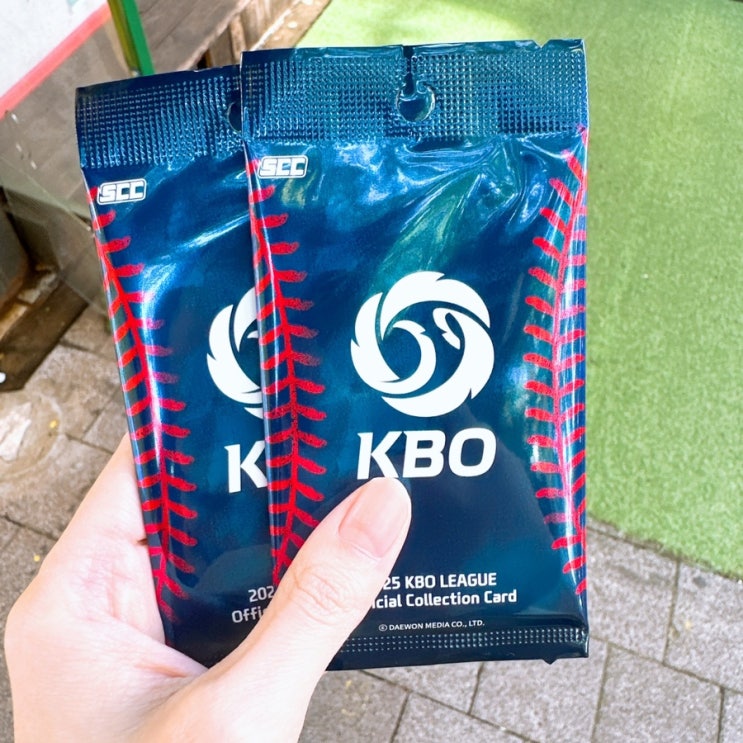 SCC
SCC
KBO
K
25 KBO LEAGUE
cial Collection Card
© DAEWON MEDIA CO., LTD.
202
Offi